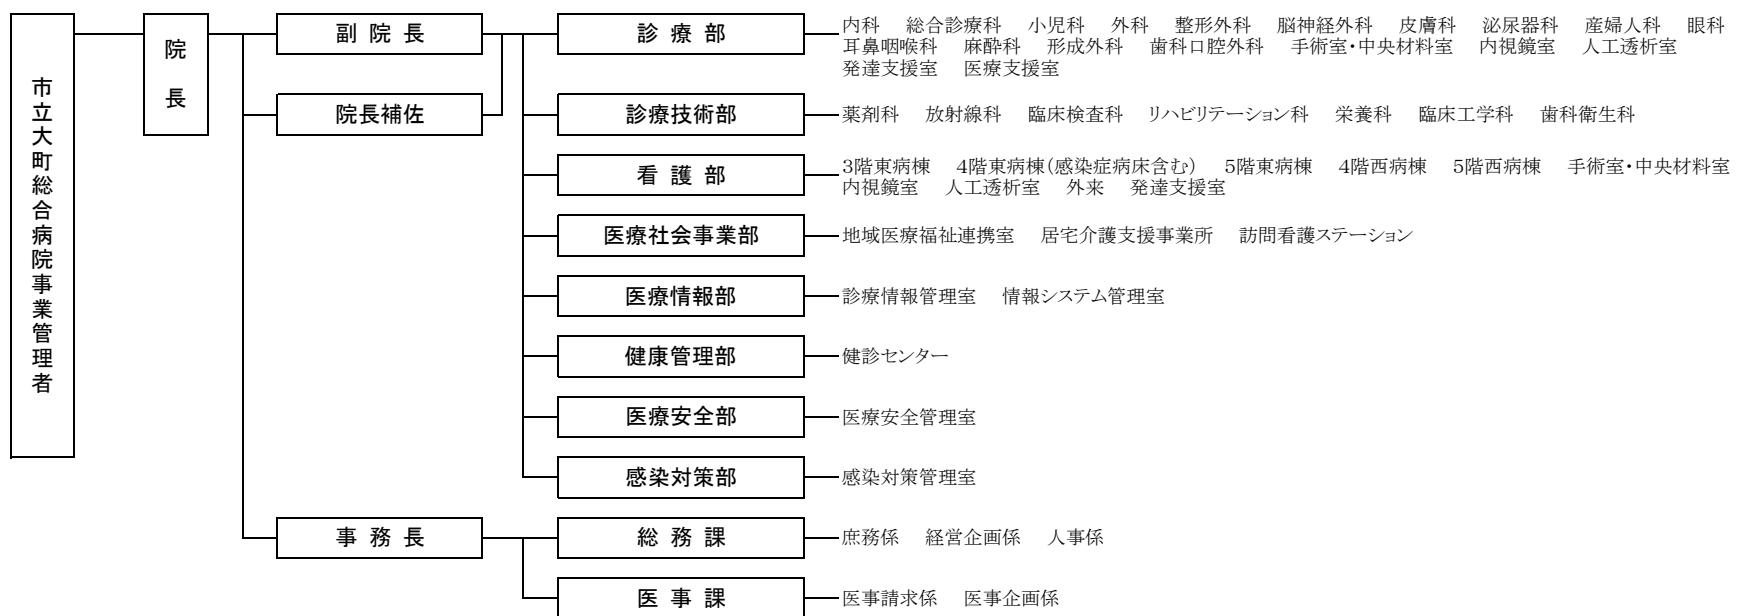 市立大町総合病院事業管理者
院長
副院長
診療部
内科 総合診療科 小児科 外科 整形外科 脳神経外科 皮膚科 泌尿器科 産婦人科 眼科
耳鼻咽喉科 麻酔科 形成外科 歯科口腔外科 手術室・中央材料室 内視鏡室 人工透析室
発達支援室 医療支援室
院長補佐
診療技術部
薬剤科 放射線科 臨床検査科 リハビリテーション科 栄養科 臨床工学科 歯科衛生科
看護部
3階東病棟 4階東病棟(感染症病床含む) 5階東病棟 4階西病棟 5階西病棟 手術室・中央材料室
内視鏡室 人工透析室 外来 発達支援室
医療社会事業部
地域医療福祉連携室 居宅介護支援事業所 訪問看護ステーション
医療情報部
診療情報管理室 情報システム管理室
健康管理部
健診センター
医療安全部
医療安全管理室
感染対策部
感染対策管理室
事務長
総務課
庶務係 経営企画係 人事係
医事課
医事請求係 医事企画係